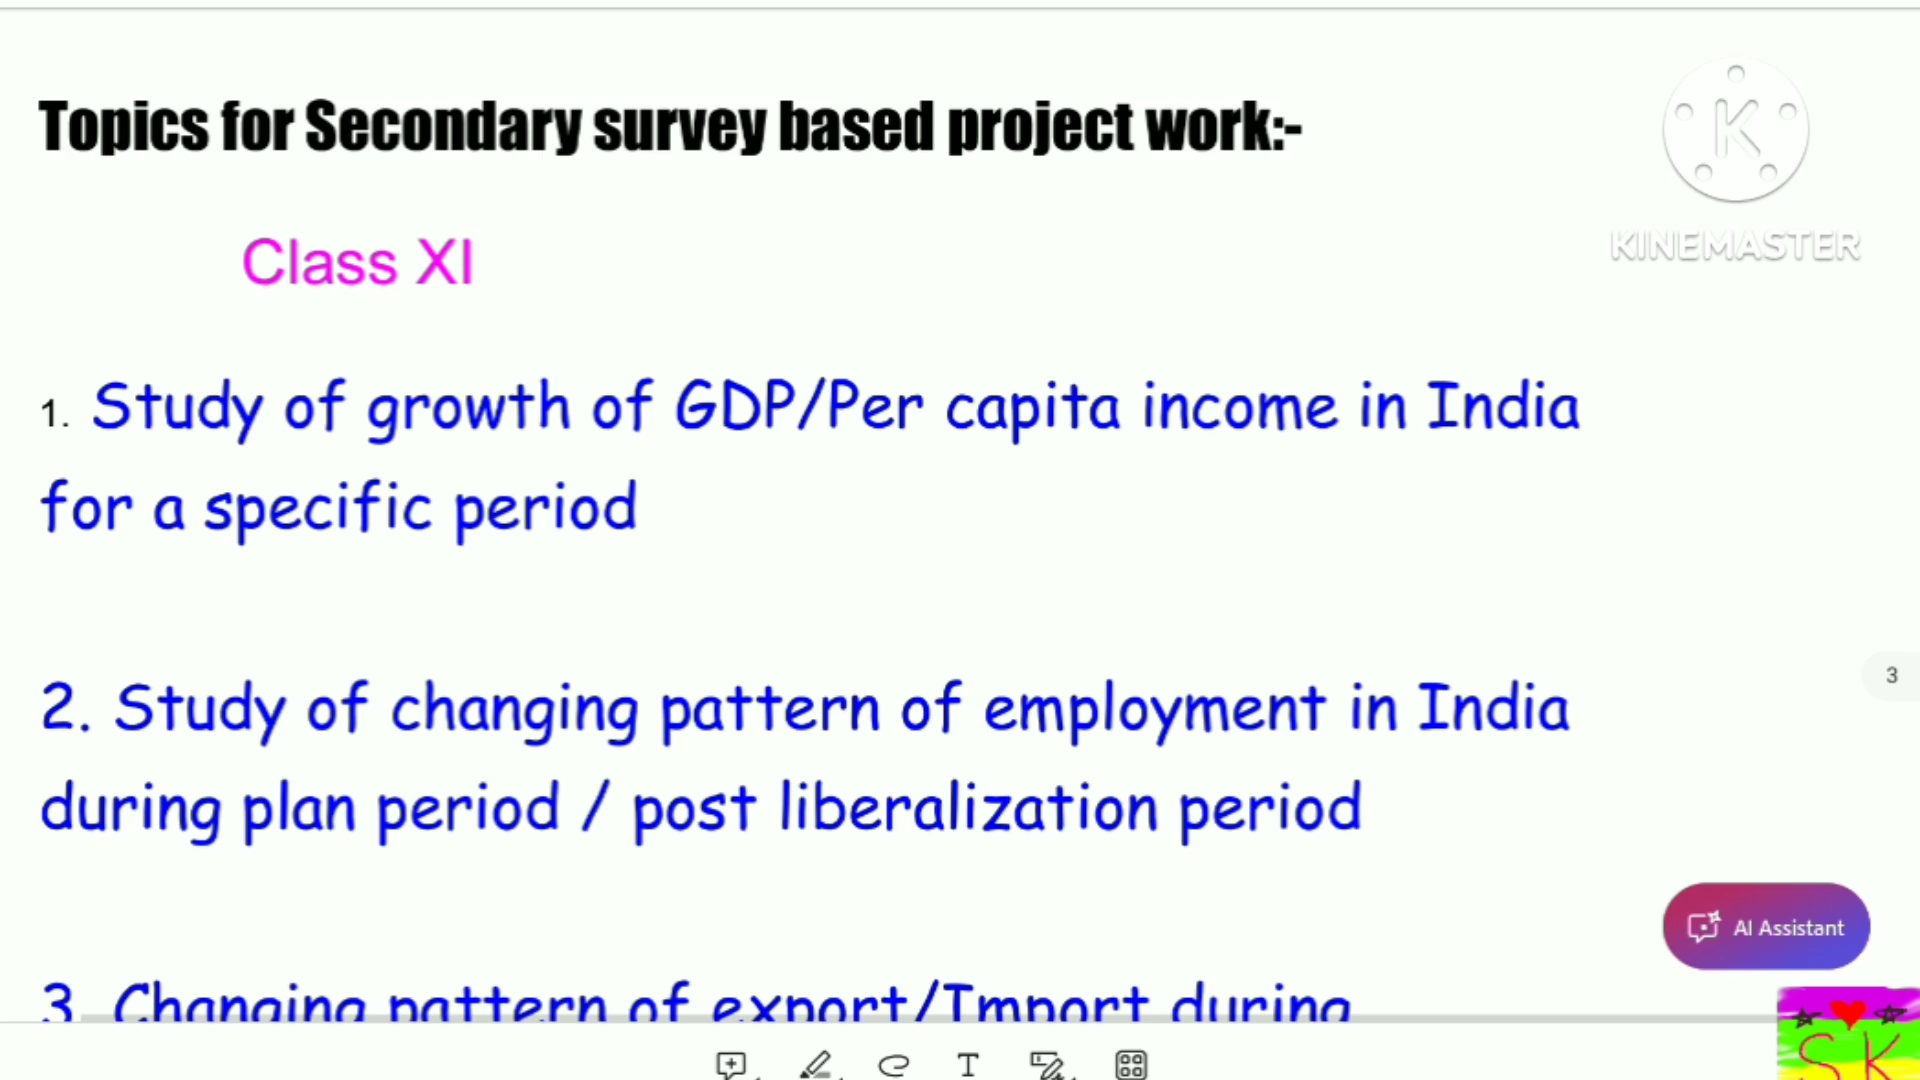 Topics for Secondary survey based project work:-
KINEMASTER
Class XI
1. Study of growth of GDP/Per capita income in India
for a specific period
2. Study of changing pattern of employment in India
during plan period / post liberalization period
3
AI Assistant
3. Changing pattern of export/Import during
SK